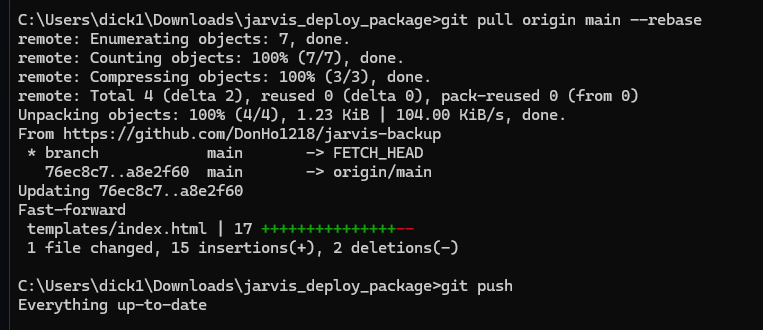 C:\Users\dick1\Downloads\jarvis_deploy_package>git pull origin main --rebase
remote: Enumerating objects: 7, done.
remote: Counting objects: 100% (7/7), done.
remote: Compressing objects: 100% (3/3), done.
remote: Total 4 (delta 2), reused 0 (delta 0), pack-reused 0 (from 0)
Unpacking objects: 100% (4/4), 1.23 KiB | 104.00 KiB/s, done.
From https://github.com/DonHo1218/jarvis-backup
 * branch            main       -> FETCH_HEAD
   76ec8c7..a8e2f60  main       -> origin/main
Updating 76ec8c7..a8e2f60
Fast-forward
 templates/index.html | 17 +++++++++++++++--
 1 file changed, 15 insertions(+), 2 deletions(-)
C:\Users\dick1\Downloads\jarvis_deploy_package>git push
Everything up-to-date